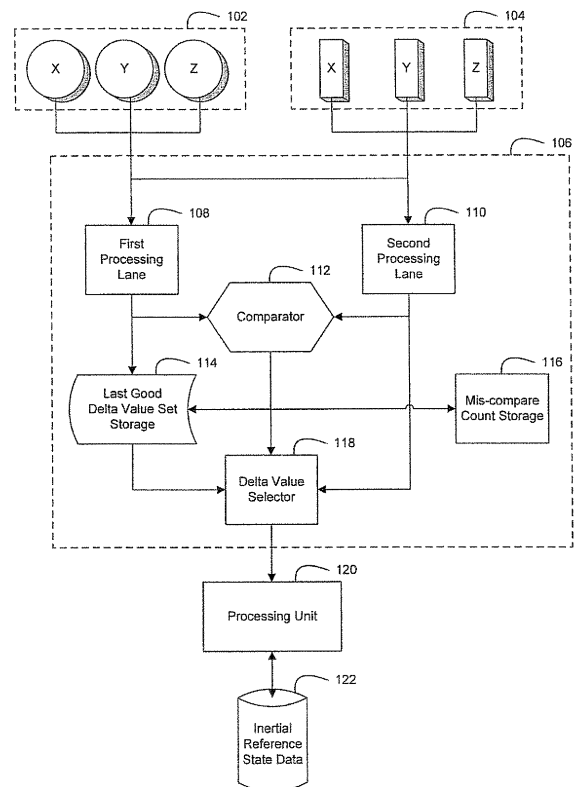 102
104
X Y Z
X Y Z
106
108
110
First
Processing
Lane
Second
Processing
Lane
112
Comparator
114
116
Last Good
Delta Value Set
Storage
Mis-compare
Count Storage
118
Delta Value
Selector
120
Processing Unit
122
Inertial
Reference
State Data